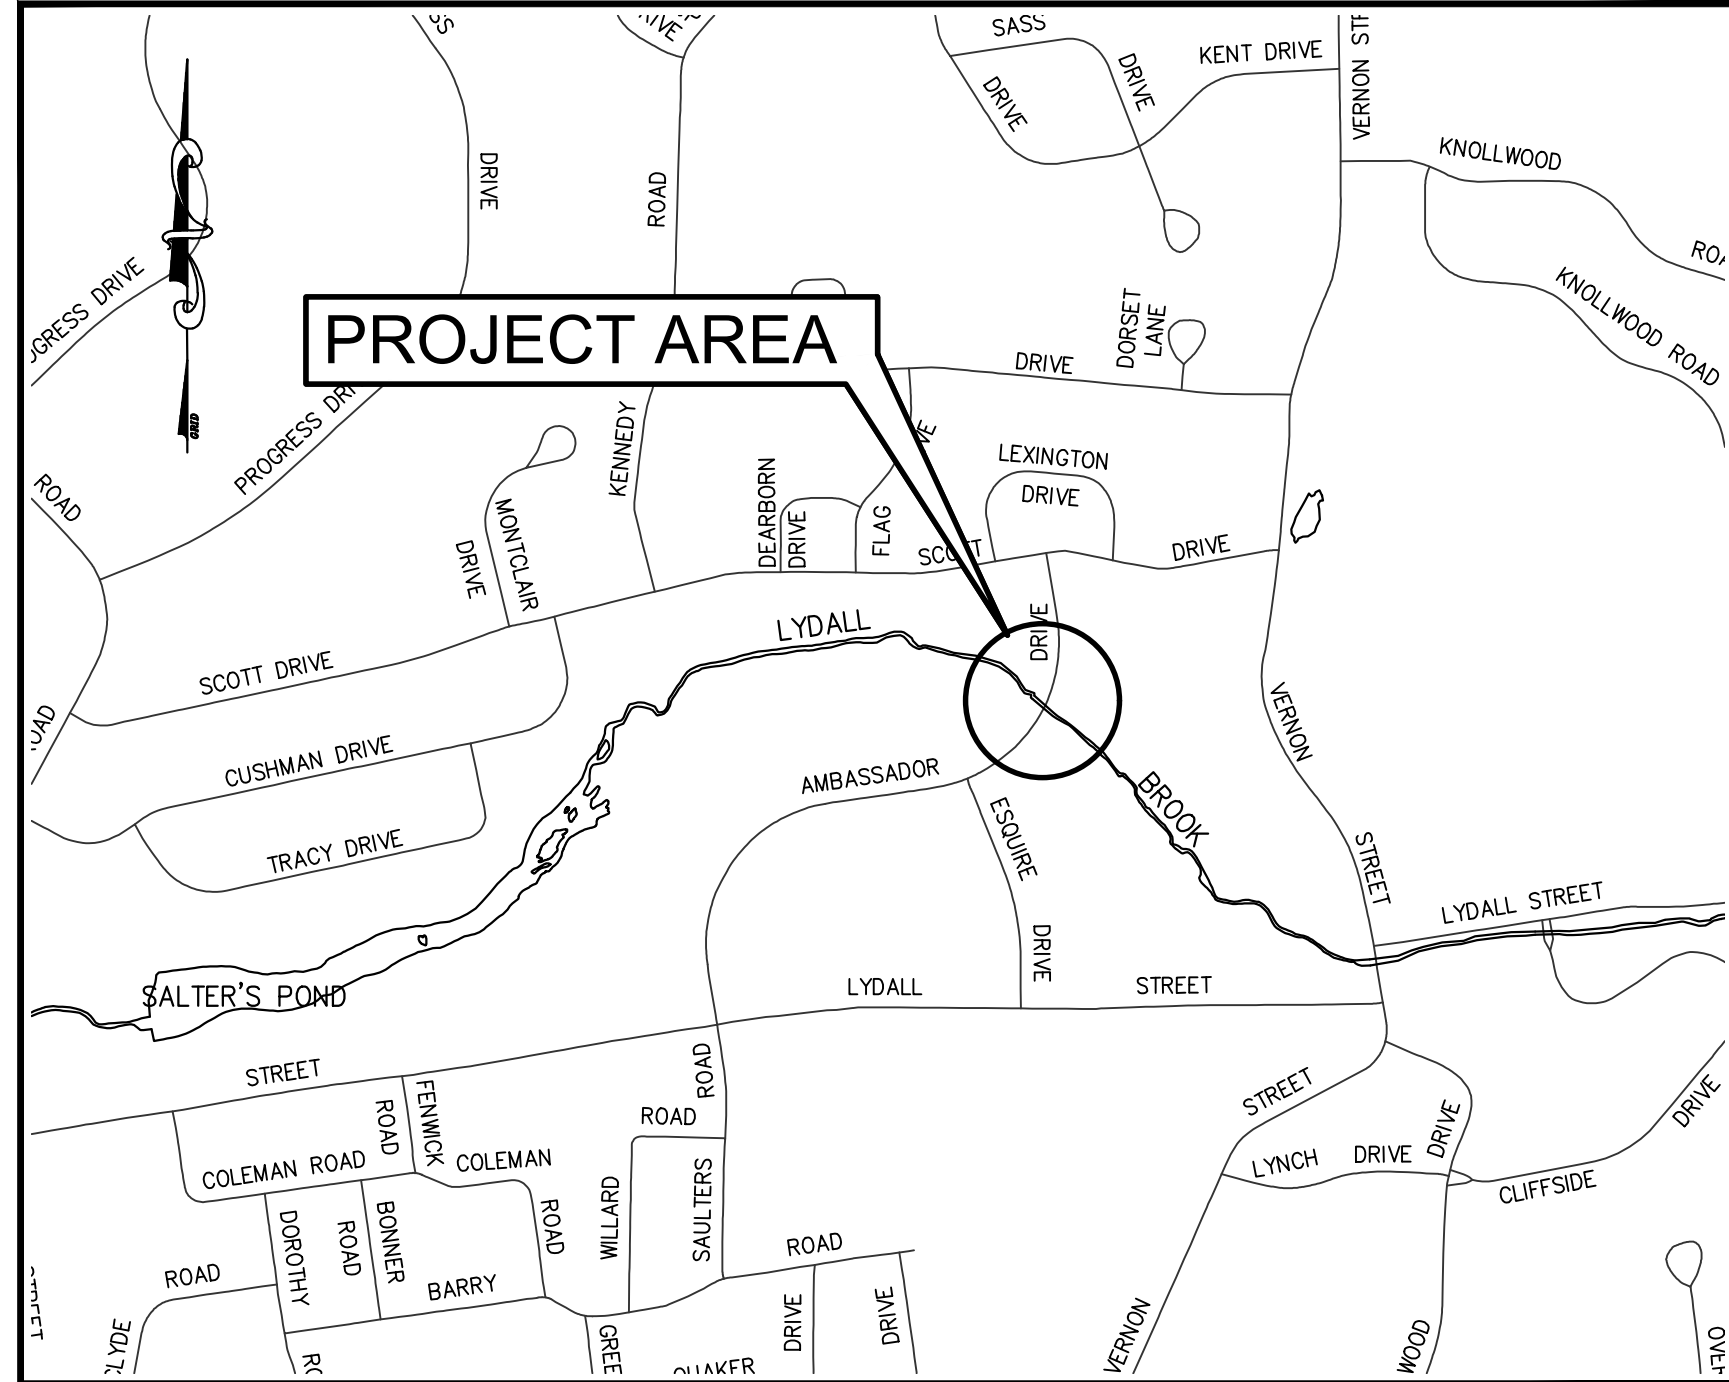 SASS
DRIVE
DRIVE
KENT DRIVE
VERNON
KNOLLWOOD
KNOLLWOOD ROAD
DRIVE
ROAD
PROJECT AREA
GRID
DORSET
LANE
DRIVE
PROGRESS
KENNEDY
LEXINGTON
DRIVE
ROAD
MONTCLAIR
DRIVE
DEARBORN
DRIVE
FLAG
SCOTT
DRIVE
LYDALL
DRIVE
SCOTT DRIVE
VERNON
CUSHMAN DRIVE
AMBASSADOR
BROOK
ESQUIRE
DRIVE
TRACY DRIVE
STREET
LYDALL STREET
SALTER'S POND
LYDALL
STREET
STREET
ROAD
FENWICK
ROAD
ROAD
STREET
DRIVE
DRIVE
COLEMAN ROAD
COLEMAN
ROAD
WILLARD
SAULTERS
LYNCH
DRIVE
CLIFFSIDE
DOROTHY
ROAD
BONNER
ROAD
ROAD
BARRY
DRIVE
DRIVE
VERNON
WOOD
QUAKER